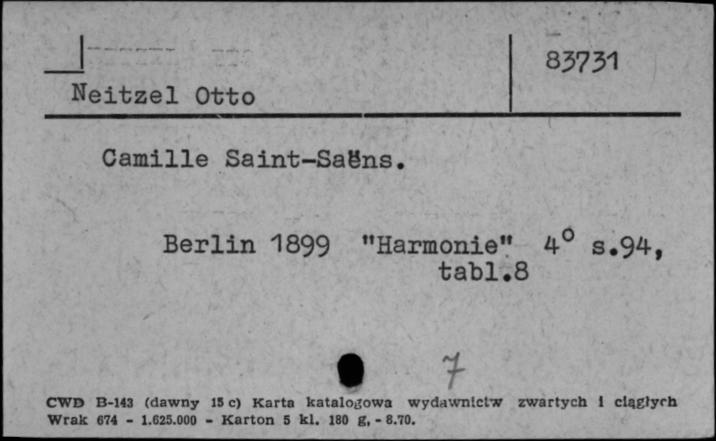 83731
Neitzel Otto
Camille Saint-Saëns.
Berlin 1899 "Harmonie" 4° s.94,
tabl.8
7
CWD B-143 (dawny 15 c) Karta katalogowa wydawnictw zwartych i ciągłych
Wrak 674 - 1.625.000 - Karton 5 kl. 180 g, - 8.70.